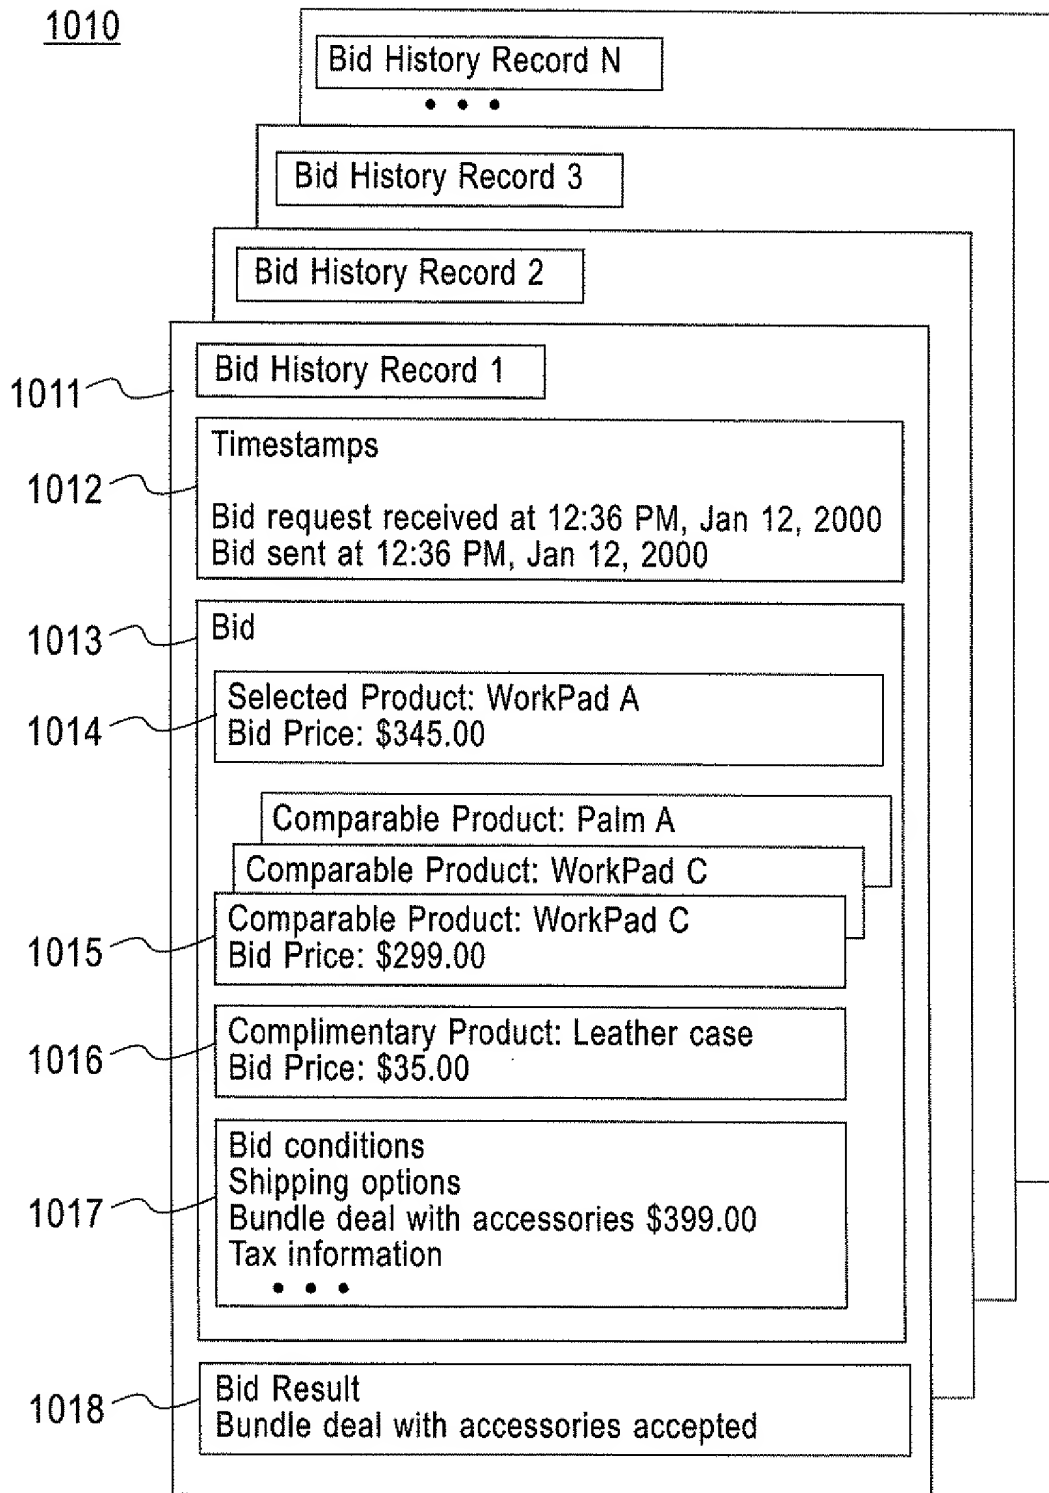 1010
Bid History Record N
• • •
Bid History Record 3
Bid History Record 2
Bid History Record 1
1011
Timestamps
1012
Bid request received at 12:36 PM, Jan 12, 2000
Bid sent at 12:36 PM, Jan 12, 2000
1013
Bid
Selected Product: WorkPad A
1014
Bid Price: $345.00
Comparable Product: Palm A
Comparable Product: WorkPad C
Comparable Product: WorkPad C
1015
Bid Price: $299.00
Complimentary Product: Leather case
1016
Bid Price: $35.00
Bid conditions
Shipping options
1017
Bundle deal with accessories $399.00
Tax information
• • •
Bid Result
1018
Bundle deal with accessories accepted